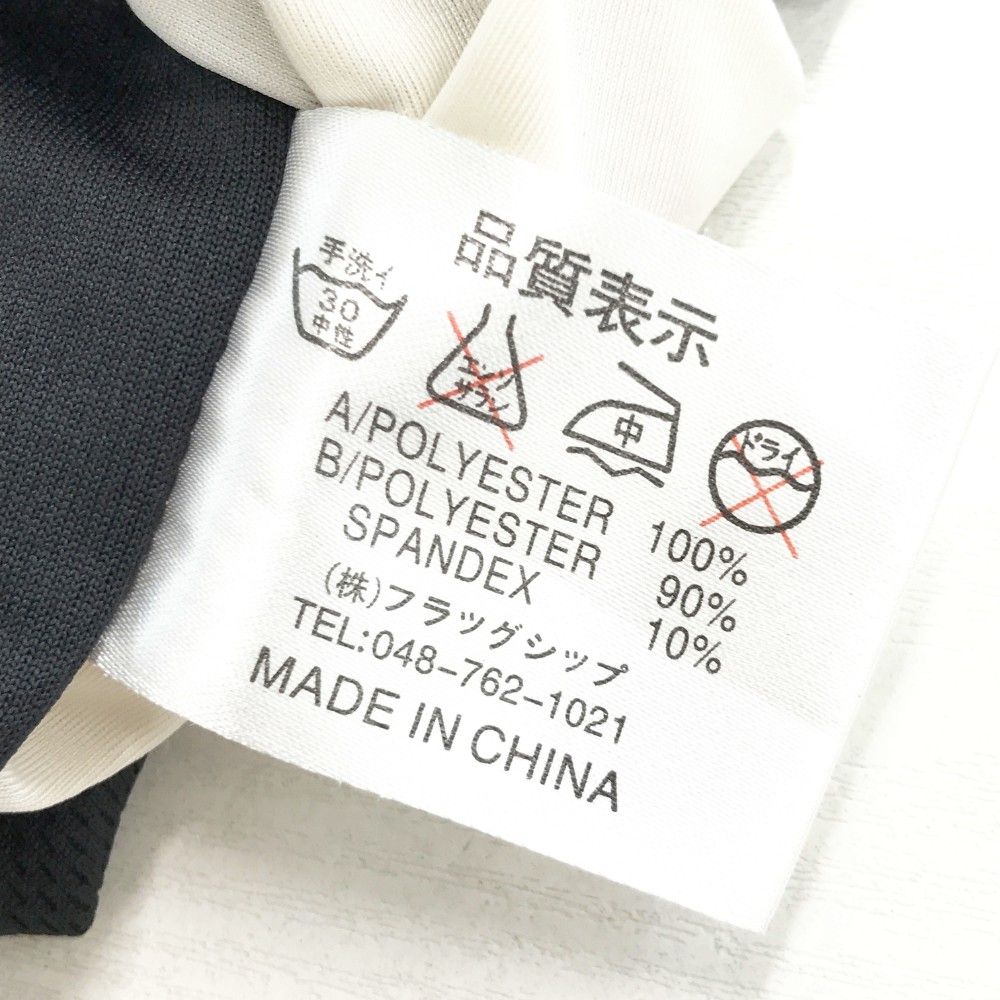 品質表示
手洗イ
30
中性
エンソ
サラシ
中
ドライ
A/POLYESTER 100%
B/POLYESTER 90%
SPANDEX 10%
(株)フラッグシップ
TEL:048-762-1021
MADE IN CHINA